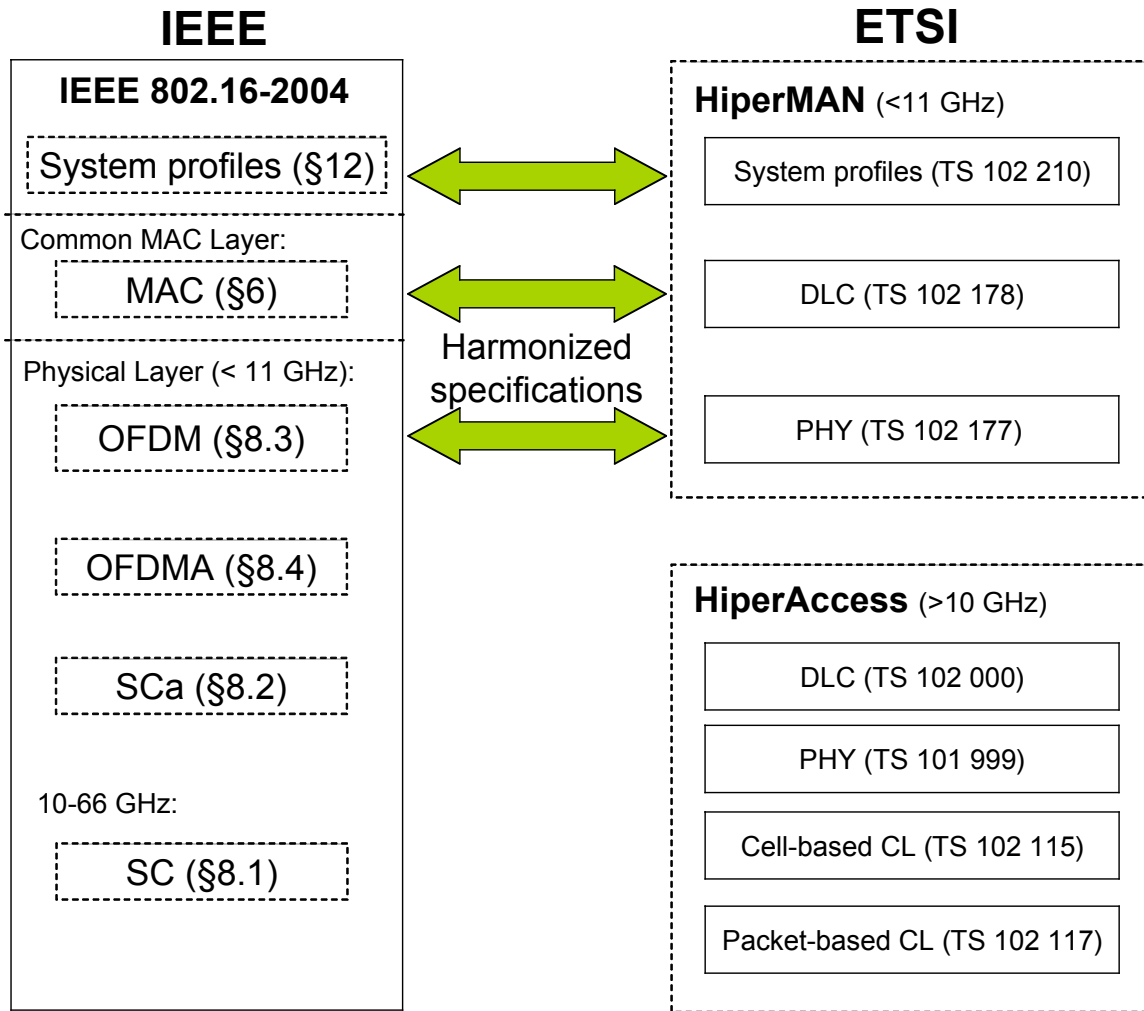 IEEE
IEEE 802.16-2004
System profiles (§12)
Common MAC Layer:
MAC (§6)
Physical Layer (< 11 GHz):
OFDM (§8.3)
OFDMA (§8.4)
SCa (§8.2)
10-66 GHz:
SC (§8.1)
Harmonized
specifications
ETSI
HiperMAN (<11 GHz)
System profiles (TS 102 210)
DLC (TS 102 178)
PHY (TS 102 177)
HiperAccess (>10 GHz)
DLC (TS 102 000)
PHY (TS 101 999)
Cell-based CL (TS 102 115)
Packet-based CL (TS 102 117)